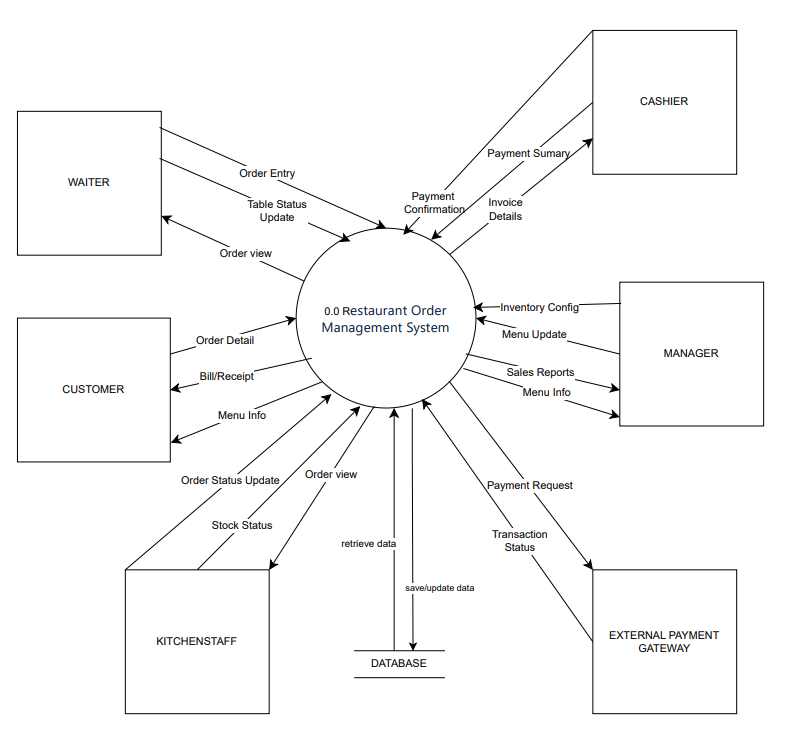 CASHIER
WAITER
Payment Sumary
Order Entry
Payment
Confirmation
Table Status
Update
Invoice
Details
Order view
0.0 Restaurant Order
Management System
Inventory Config
Menu Update
MANAGER
Order Detail
Sales Reports
Bill/Receipt
CUSTOMER
Menu Info
Menu Info
Order Status Update
Order view
Payment Request
Stock Status
Transaction
Status
retrieve data
save/update data
KITCHENSTAFF
EXTERNAL PAYMENT
GATEWAY
DATABASE